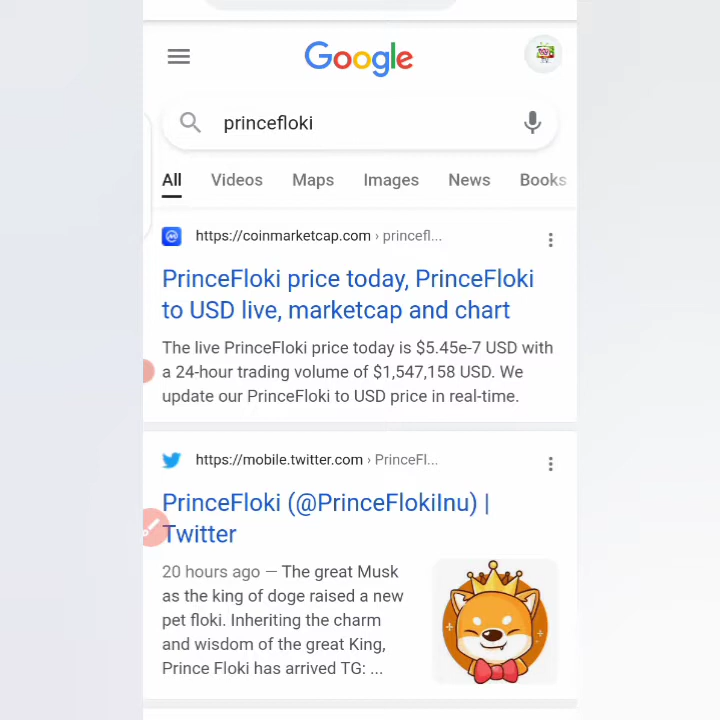 Google
princefloki
All Videos Maps Images News Books
https://coinmarketcap.com › princefl...
PrinceFloki price today, PrinceFloki
to USD live, marketcap and chart
The live PrinceFloki price today is $5.45e-7 USD with
a 24-hour trading volume of $1,547,158 USD. We
update our PrinceFloki to USD price in real-time.
https://mobile.twitter.com › PrinceFl...
PrinceFloki (@PrinceFlokiInu) |
Twitter
20 hours ago — The great Musk
as the king of doge raised a new
pet floki. Inheriting the charm
and wisdom of the great King,
Prince Floki has arrived TG: ...